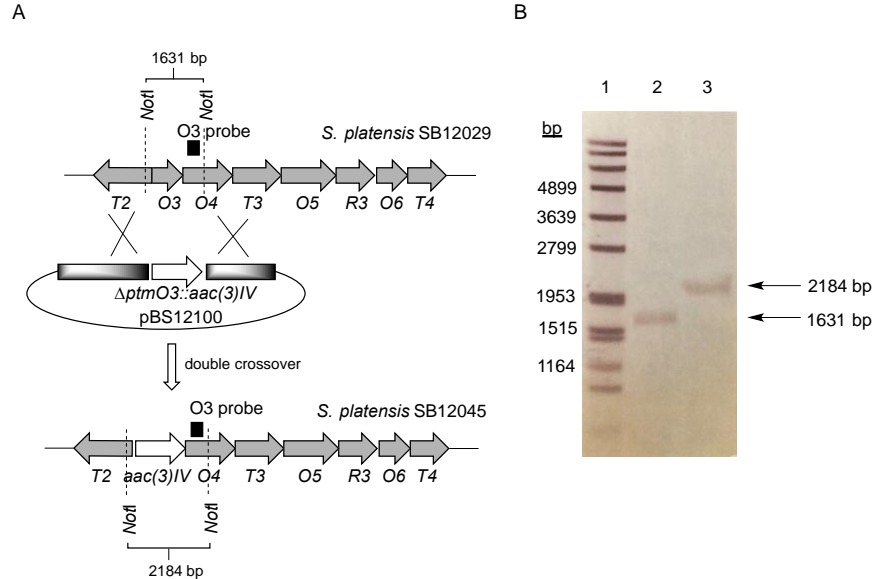 A
1631 bp
NotI
NotI
O3 probe
S. platensis SB12029
T2 O3 O4 T3 O5 R3 O6 T4
ΔptmO3::aac(3)IV
pBS12100
double crossover
O3 probe
S. platensis SB12045
T2 aac(3)IV O4 T3 O5 R3 O6 T4
NotI
NotI
2184 bp
B
1 2 3
bp
4899
3639
2799
1953
1515
1164
2184 bp
1631 bp